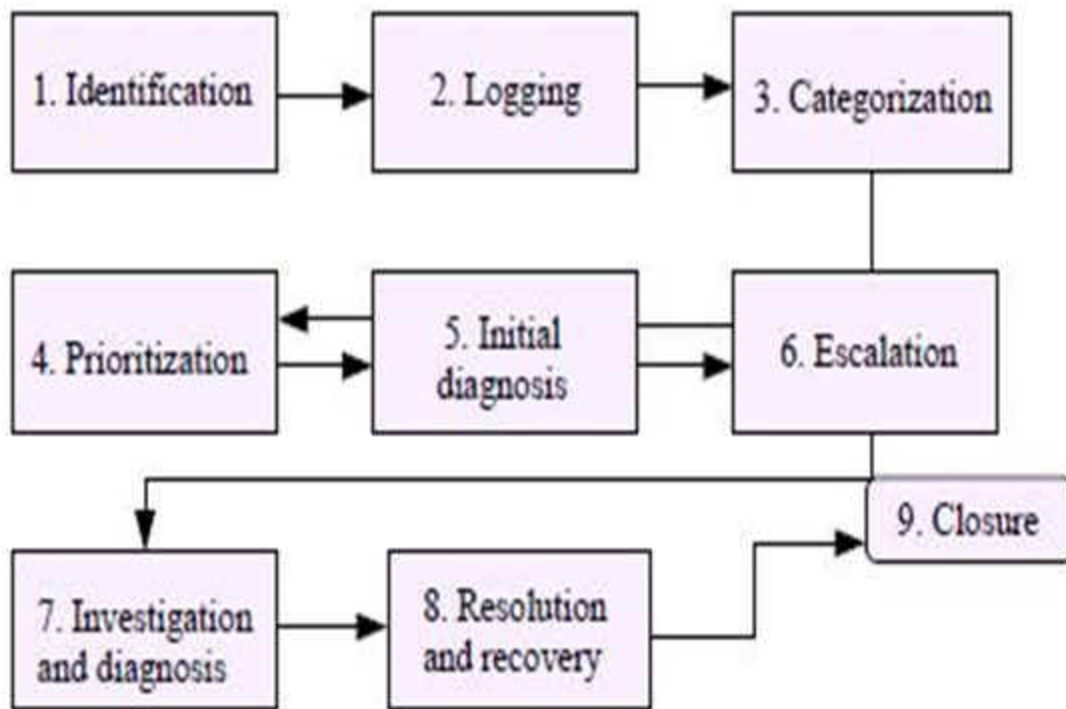 1. Identification
2. Logging
3. Categorization
4. Prioritization
5. Initial
diagnosis
6. Escalation
7. Investigation
and diagnosis
8. Resolution
and recovery
9. Closure